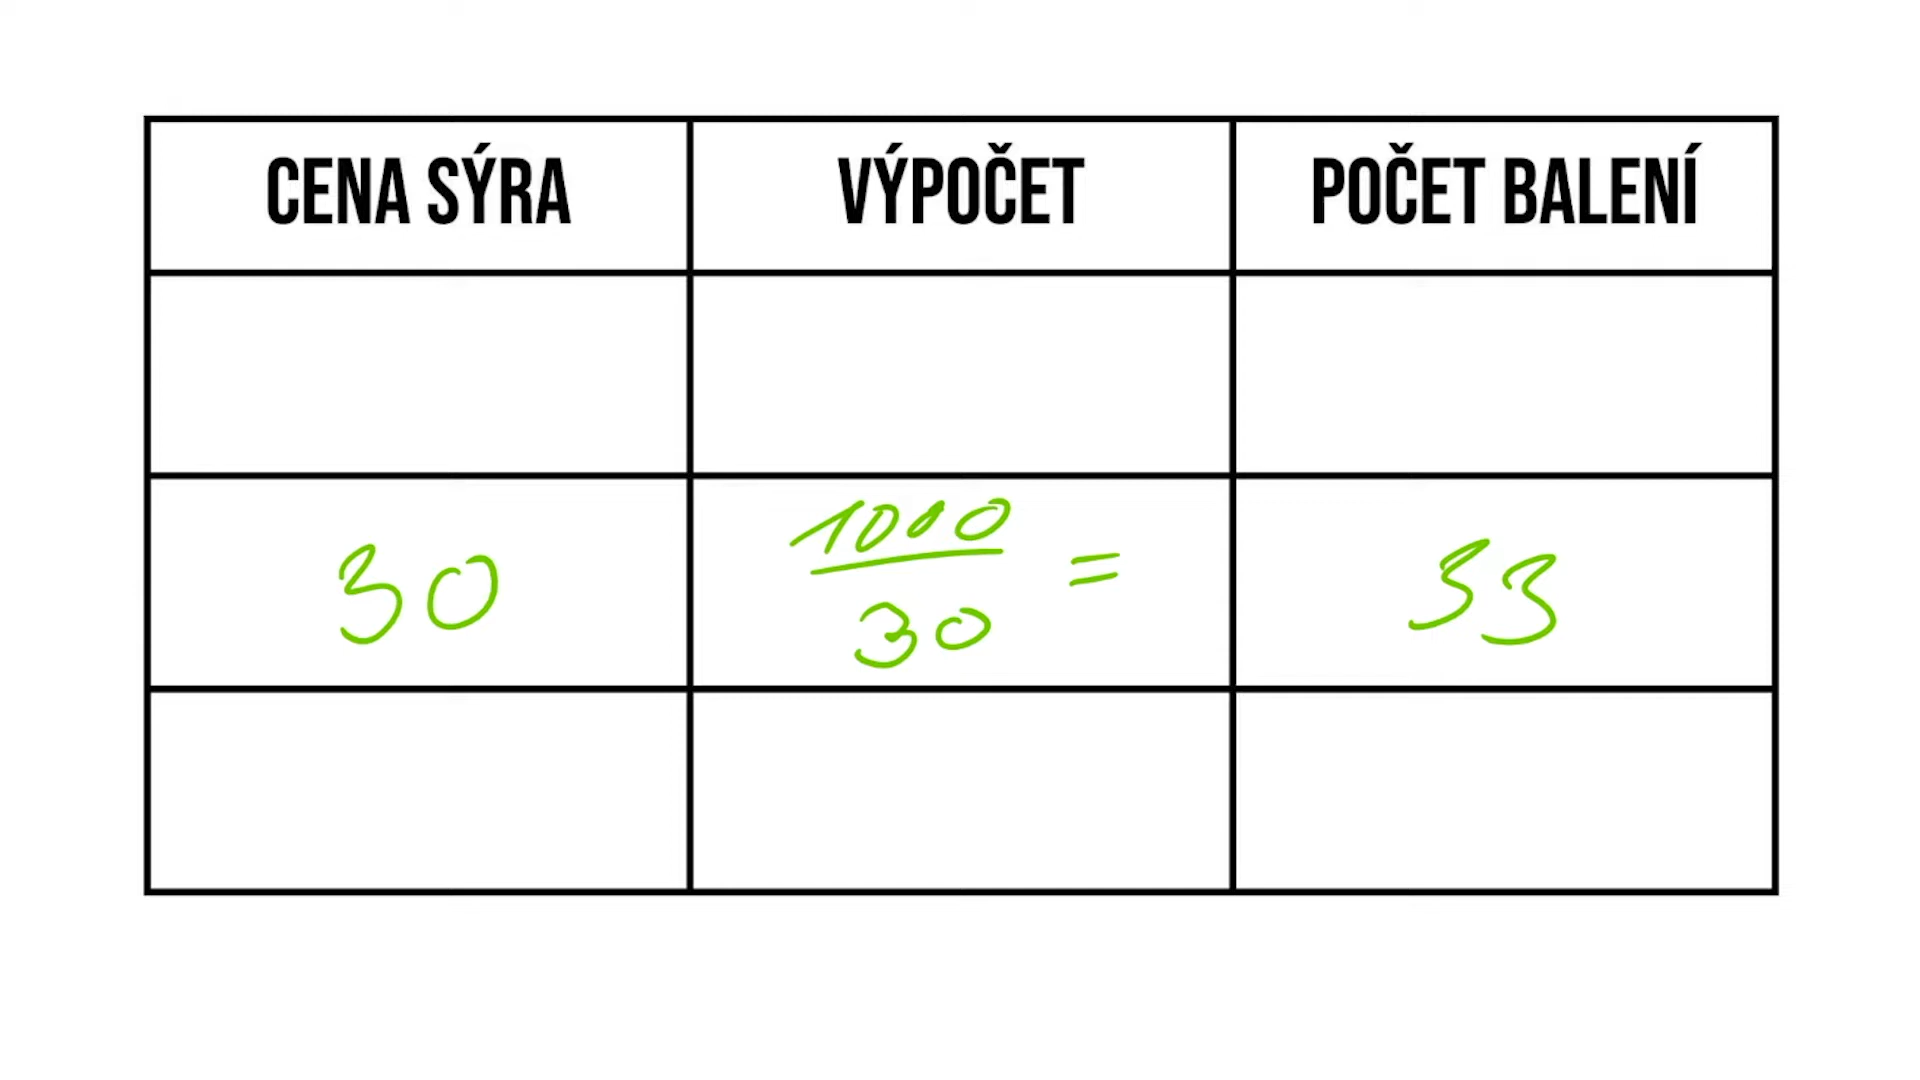 CENA SÝRA
VÝPOČET
POČET BALENÍ
30
1000
30
=
33